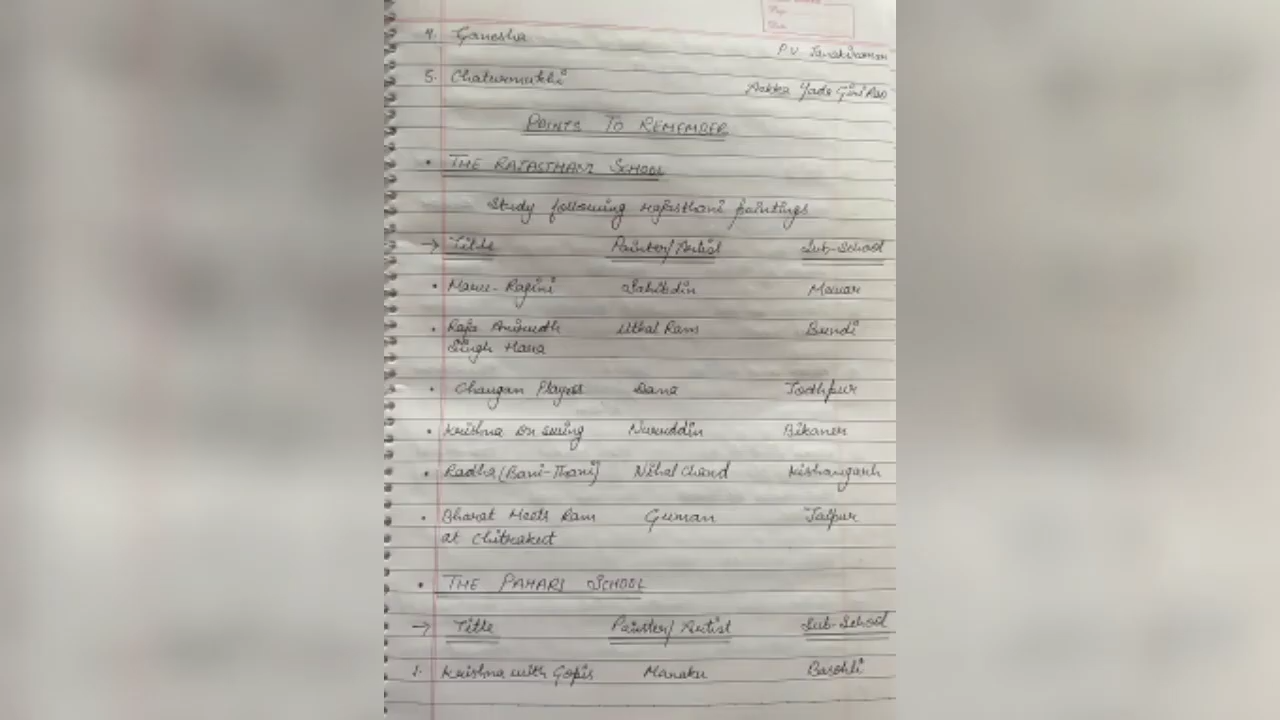 4. Ganesha P.V. Janakiraman
5. Chaturmukhi Aekka Yada Giri Rao
POINTS TO REMEMBER
• THE RAJASTHANI SCHOOL
Study following rajasthani paintings
→ Title Painter/Artist Sub-School
• Maru-Ragini Sahibdin Mewar
• Raja Anirudh Utkal Ram Bundi
Singh Hara
• Chaugan Players Dana Jodhpur
• Krishna on swing Nuruddin Bikaner
• Radha (Bani-Thani) Nihal Chand Kishangarh
• Bharat Meets Ram Guman Jaipur
at Chitrakut
• THE PAHARI SCHOOL
→ Title Painter/Artist Sub-School
1. Krishna with Gopis Manaku Basohli